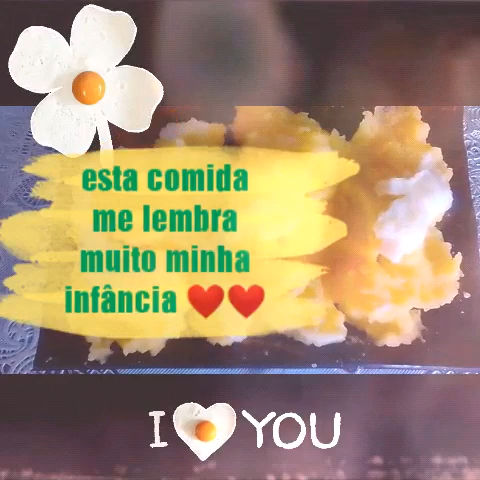 esta comida
me lembra
muito minha
infância ❤️❤️
I YOU